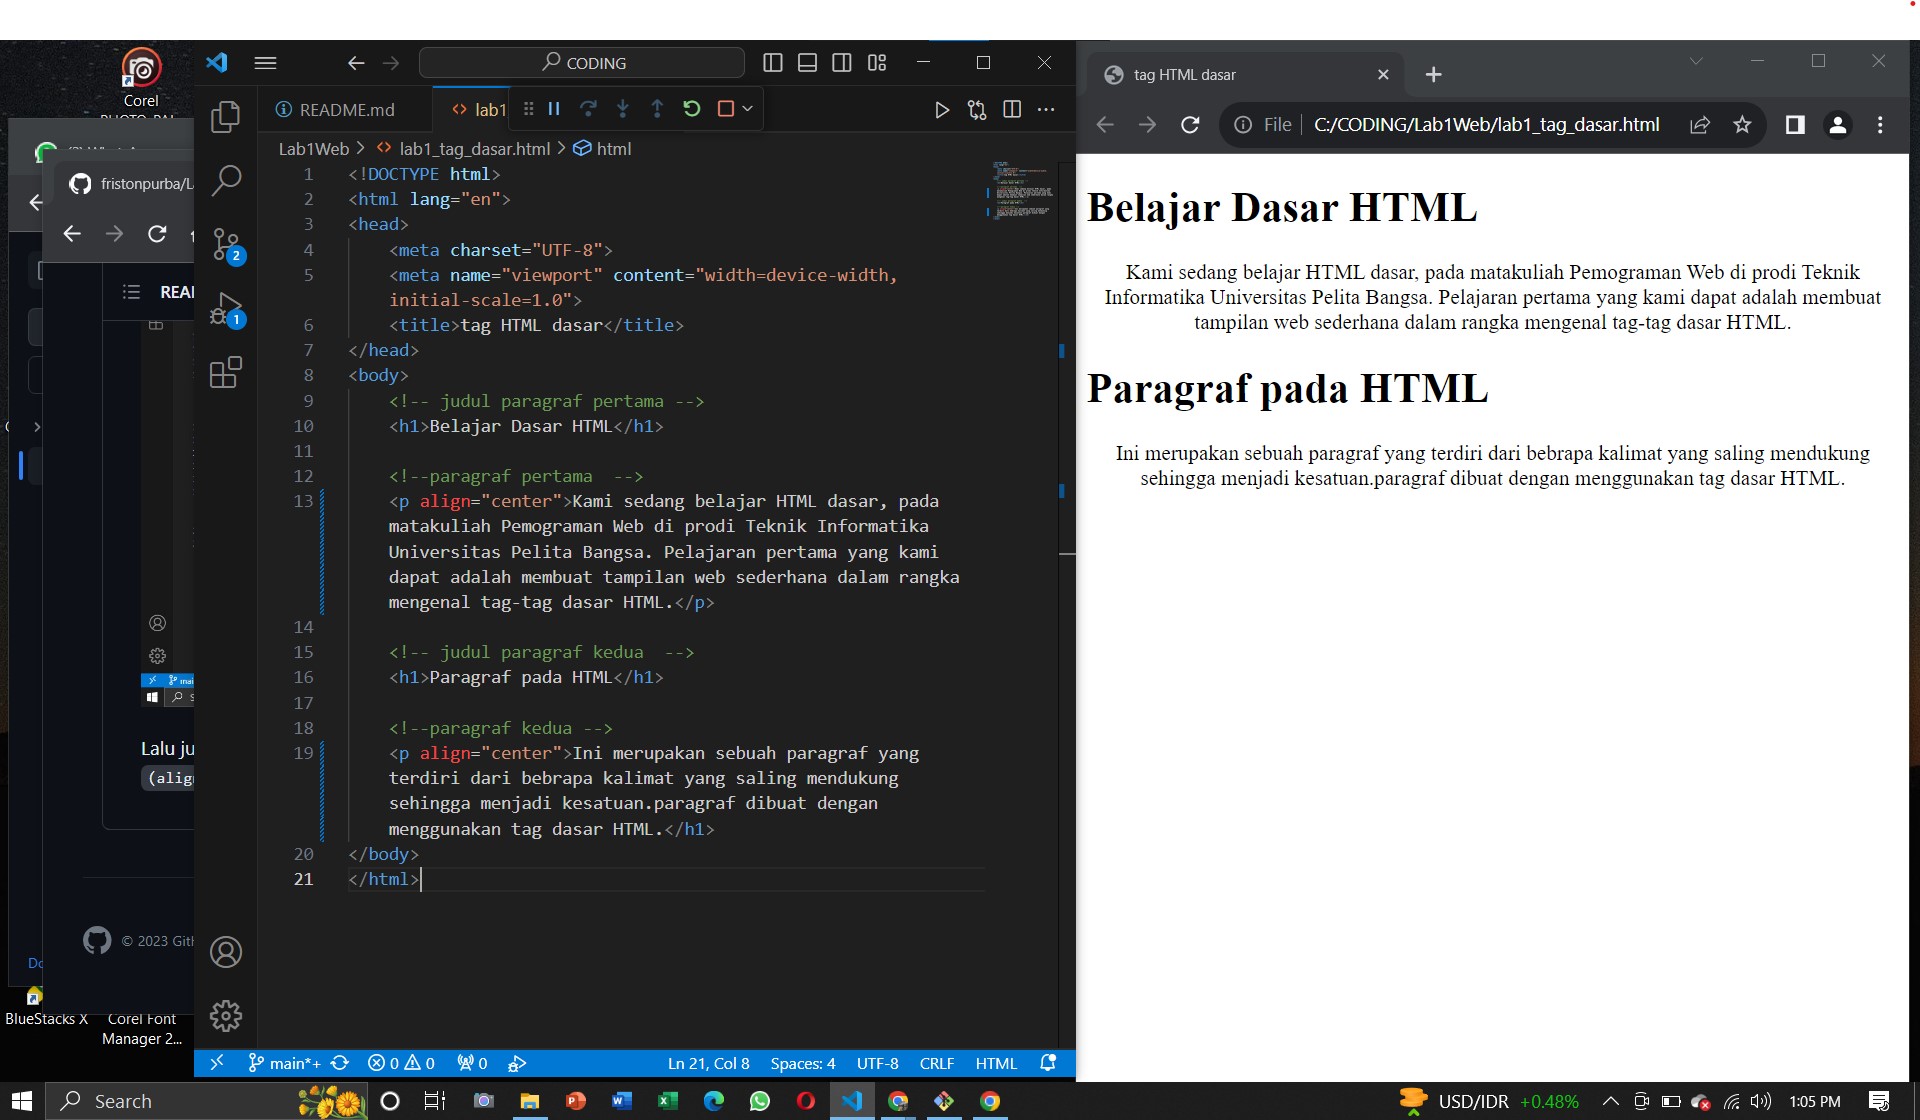 Corel
CODING
README.md
lab1
Lab1Web > lab1_tag_dasar.html > html
1 <!DOCTYPE html>
2 <html lang="en">
3 <head>
4 <meta charset="UTF-8">
5 <meta name="viewport" content="width=device-width,
initial-scale=1.0">
6 <title>tag HTML dasar</title>
7 </head>
8 <body>
9 <!-- judul paragraf pertama -->
10 <h1>Belajar Dasar HTML</h1>
11
12 <!--paragraf pertama  -->
13 <p align="center">Kami sedang belajar HTML dasar, pada
matakuliah Pemograman Web di prodi Teknik Informatika
Universitas Pelita Bangsa. Pelajaran pertama yang kami
dapat adalah membuat tampilan web sederhana dalam rangka
mengenal tag-tag dasar HTML.</p>
14
15 <!-- judul paragraf kedua  -->
16 <h1>Paragraf pada HTML</h1>
17
18 <!--paragraf kedua -->
19 <p align="center">Ini merupakan sebuah paragraf yang
terdiri dari bebrapa kalimat yang saling mendukung
sehingga menjadi kesatuan.paragraf dibuat dengan
menggunakan tag dasar HTML.</h1>
20 </body>
21 </html>
2
1
main*+ 0 0 0 Ln 21, Col 8 Spaces: 4 UTF-8 CRLF HTML
tag HTML dasar
File C:/CODING/Lab1Web/lab1_tag_dasar.html
Belajar Dasar HTML
Kami sedang belajar HTML dasar, pada matakuliah Pemograman Web di prodi Teknik
Informatika Universitas Pelita Bangsa. Pelajaran pertama yang kami dapat adalah membuat
tampilan web sederhana dalam rangka mengenal tag-tag dasar HTML.
Paragraf pada HTML
Ini merupakan sebuah paragraf yang terdiri dari bebrapa kalimat yang saling mendukung
sehingga menjadi kesatuan.paragraf dibuat dengan menggunakan tag dasar HTML.
fristonpurba/L
REA
Lalu ju
(alig
© 2023 Git
BlueStacks X
Corel Font
Manager 2...
Search
USD/IDR +0.48%
1:05 PM